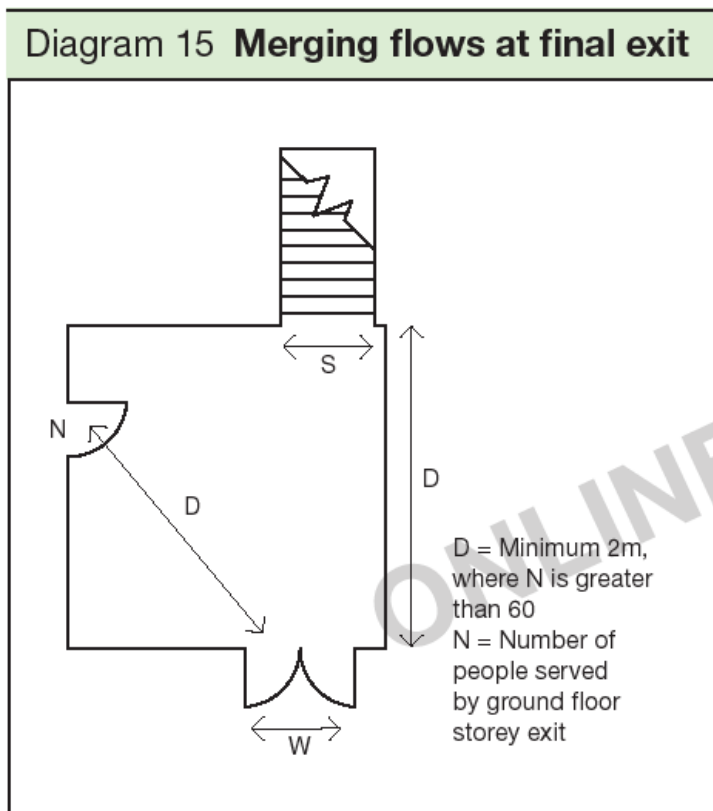 Diagram 15 Merging flows at final exit
S
N
D
D
D = Minimum 2m,
where N is greater
than 60
N = Number of
people served
by ground floor
storey exit
W
ONLINE